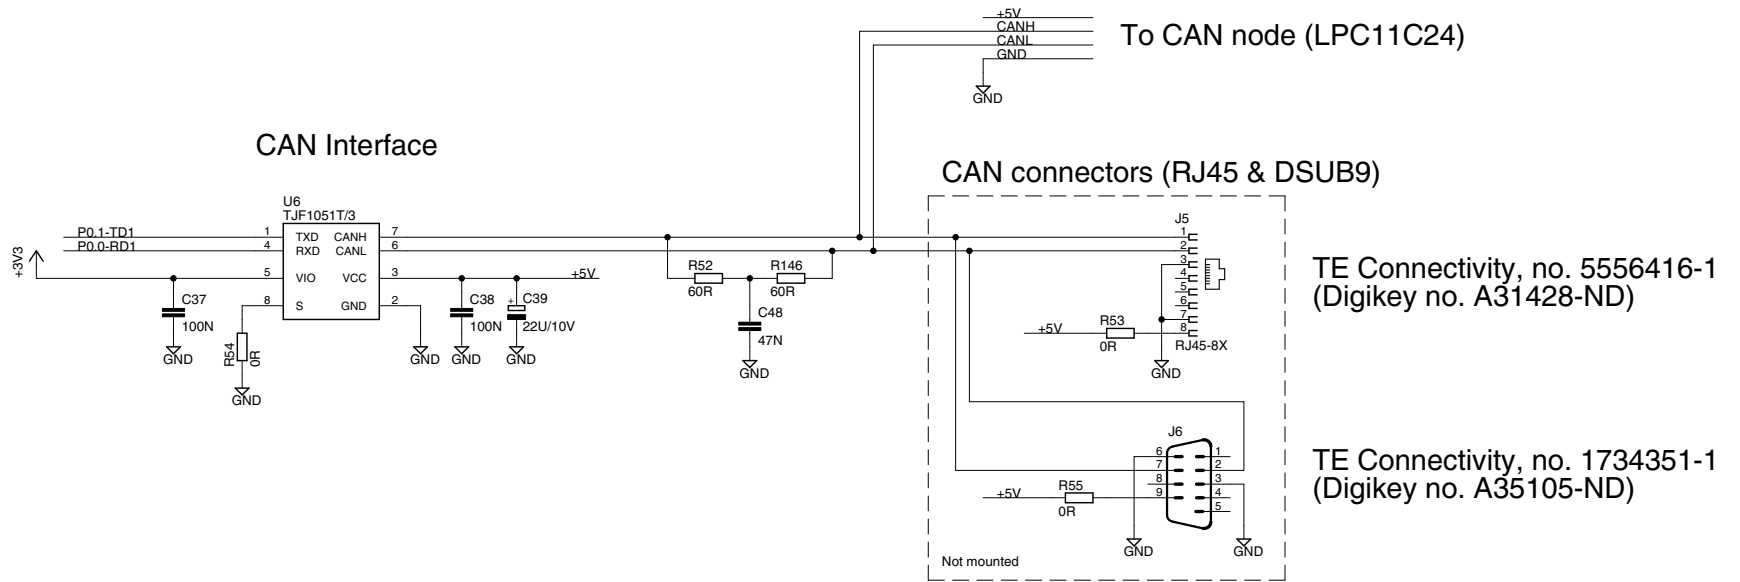 +5V
CANH
CANL
GND
To CAN node (LPC11C24)
GND
CAN Interface
CAN connectors (RJ45 & DSUB9)
U6
TJF1051T/3
P0.1-TD1
1
TXD
CANH
7
P0.0-RD1
4
RXD
CANL
6
+3V3
5
VIO
VCC
3
+5V
8
S
GND
2
C37
100N
GND
R54
0R
GND
GND
C38
100N
GND
+
C39
22U/10V
GND
R52
60R
R146
60R
C48
47N
GND
J5
1
2
3
4
5
6
7
8
RJ45-8X
+5V
R53
0R
GND
TE Connectivity, no. 5556416-1
(Digikey no. A31428-ND)
J6
6
7
8
9
1
2
3
4
5
+5V
R55
0R
GND
GND
Not mounted
TE Connectivity, no. 1734351-1
(Digikey no. A35105-ND)